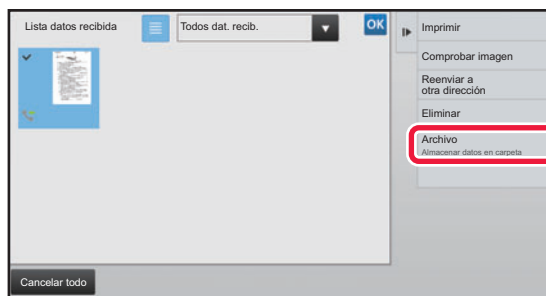 Lista datos recibida
Todos dat. recib.
OK
Imprimir
Comprobar imagen
Reenviar a
otra dirección
Eliminar
Archivo
Almacenar datos en carpeta
Cancelar todo